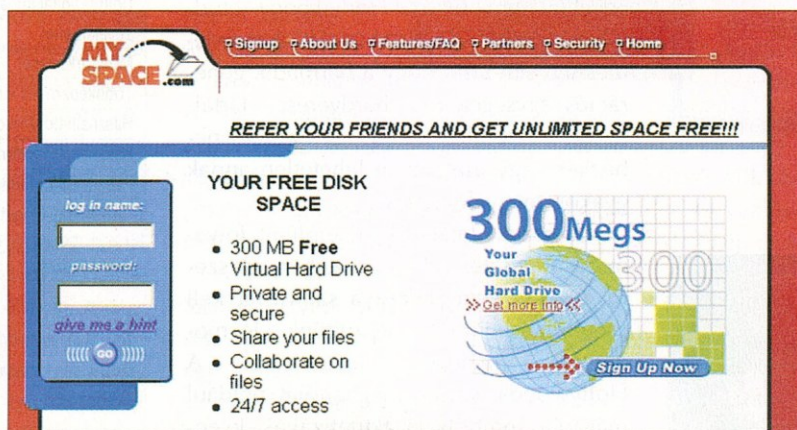 MY
SPACE.com
Signup About Us Features/FAQ Partners Security Home
REFER YOUR FRIENDS AND GET UNLIMITED SPACE FREE!!!
log in name:
password:
give me a hint
GO
YOUR FREE DISK
SPACE
300 MB Free
Virtual Hard Drive
Private and
secure
Share your files
Collaborate on
files
24/7 access
300Megs
300
Your
Global
Hard Drive
>>Get more info<<
Sign Up Now